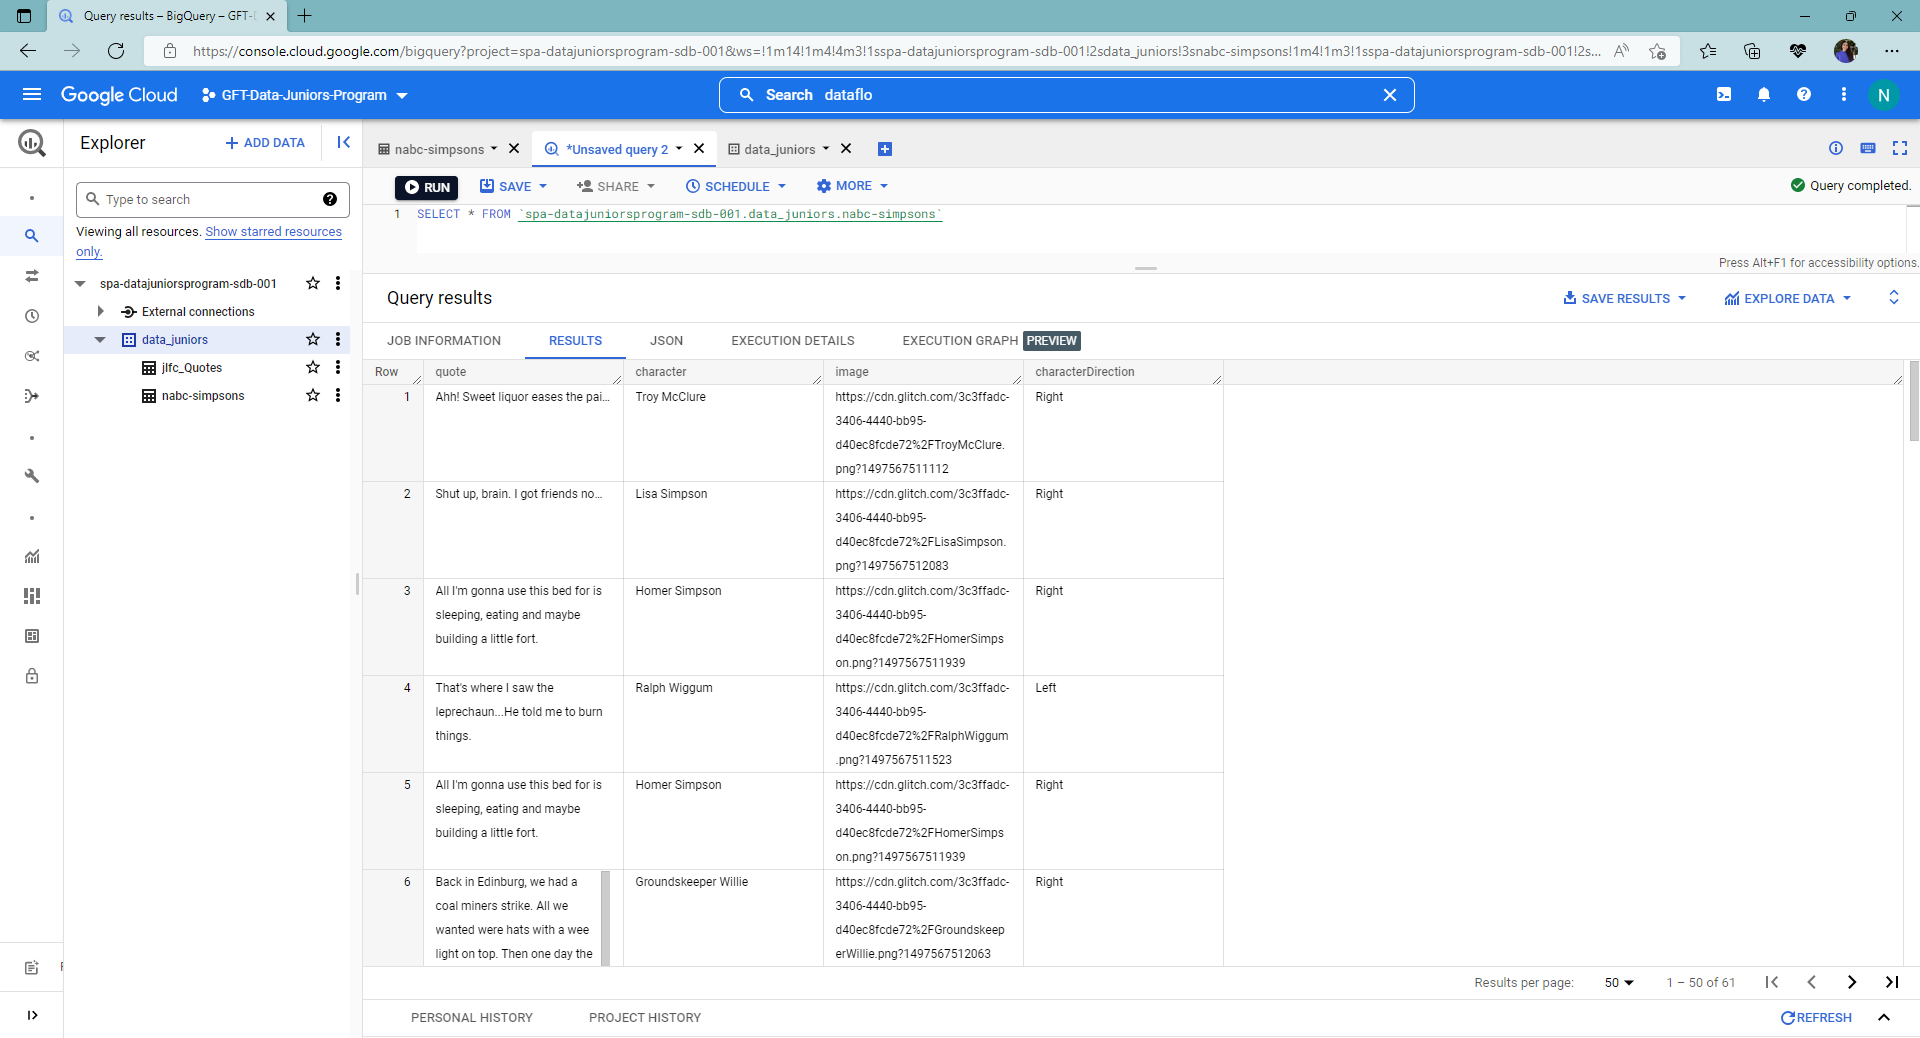 Query results – BigQuery – GFT-D
https://console.cloud.google.com/bigquery?project=spa-datajuniorsprogram-sdb-001&ws=!1m14!1m4!4m3!1sspa-datajuniorsprogram-sdb-001!2sdata_juniors!3snabc-simpsons!1m4!1m3!1sspa-datajuniorsprogram-sdb-001!2s...
Google Cloud
GFT-Data-Juniors-Program
Search dataflo
N
Explorer
+ ADD DATA
nabc-simpsons
*Unsaved query 2
data_juniors
Type to search
RUN
SAVE
SHARE
SCHEDULE
MORE
Query completed.
1 SELECT * FROM `spa-datajuniorsprogram-sdb-001.data_juniors.nabc-simpsons`
Viewing all resources. Show starred resources
only.
Press Alt+F1 for accessibility options.
spa-datajuniorsprogram-sdb-001
External connections
data_juniors
jlfc_Quotes
nabc-simpsons
Query results
SAVE RESULTS
EXPLORE DATA
JOB INFORMATION
RESULTS
JSON
EXECUTION DETAILS
EXECUTION GRAPH PREVIEW
Row quote character image characterDirection
1 Ahh! Sweet liquor eases the pai... Troy McClure https://cdn.glitch.com/3c3ffadc- Right
3406-4440-bb95-
d40ec8fcde72%2FTroyMcClure.
png?1497567511112
2 Shut up, brain. I got friends no... Lisa Simpson https://cdn.glitch.com/3c3ffadc- Right
3406-4440-bb95-
d40ec8fcde72%2FLisaSimpson.
png?1497567512083
3 All I'm gonna use this bed for is Homer Simpson https://cdn.glitch.com/3c3ffadc- Right
sleeping, eating and maybe 3406-4440-bb95-
building a little fort. d40ec8fcde72%2FHomerSimps
on.png?1497567511939
4 That's where I saw the Ralph Wiggum https://cdn.glitch.com/3c3ffadc- Left
leprechaun...He told me to burn 3406-4440-bb95-
things. d40ec8fcde72%2FRalphWiggum
.png?1497567511523
5 All I'm gonna use this bed for is Homer Simpson https://cdn.glitch.com/3c3ffadc- Right
sleeping, eating and maybe 3406-4440-bb95-
building a little fort. d40ec8fcde72%2FHomerSimps
on.png?1497567511939
6 Back in Edinburg, we had a Groundskeeper Willie https://cdn.glitch.com/3c3ffadc- Right
coal miners strike. All we 3406-4440-bb95-
wanted were hats with a wee d40ec8fcde72%2FGroundskeep
light on top. Then one day the erWillie.png?1497567512063
Results per page: 50 1 – 50 of 61
PERSONAL HISTORY
PROJECT HISTORY
REFRESH